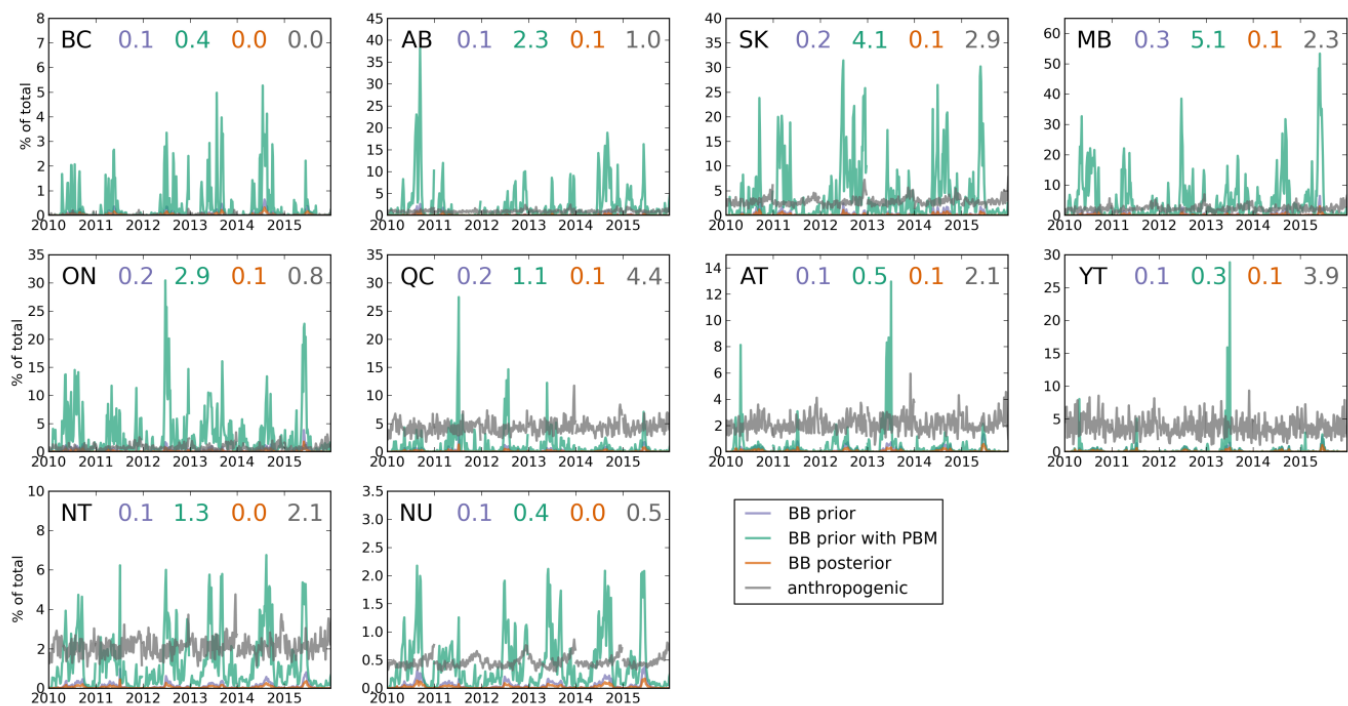 BC 0.1 0.4 0.0 0.0
AB 0.1 2.3 0.1 1.0
SK 0.2 4.1 0.1 2.9
MB 0.3 5.1 0.1 2.3
% of total
8
7
6
5
4
3
2
1
0
2010 2011 2012 2013 2014 2015
45
40
35
30
25
20
15
10
5
0
2010 2011 2012 2013 2014 2015
40
35
30
25
20
15
10
5
0
2010 2011 2012 2013 2014 2015
60
50
40
30
20
10
0
2010 2011 2012 2013 2014 2015
ON 0.2 2.9 0.1 0.8
QC 0.2 1.1 0.1 4.4
AT 0.1 0.5 0.1 2.1
YT 0.1 0.3 0.1 3.9
% of total
35
30
25
20
15
10
5
0
2010 2011 2012 2013 2014 2015
35
30
25
20
15
10
5
0
2010 2011 2012 2013 2014 2015
14
12
10
8
6
4
2
0
2010 2011 2012 2013 2014 2015
30
25
20
15
10
5
0
2010 2011 2012 2013 2014 2015
NT 0.1 1.3 0.0 2.1
NU 0.1 0.4 0.0 0.5
% of total
10
8
6
4
2
0
2010 2011 2012 2013 2014 2015
3.5
3.0
2.5
2.0
1.5
1.0
0.5
0.0
2010 2011 2012 2013 2014 2015
BB prior
BB prior with PBM
BB posterior
anthropogenic